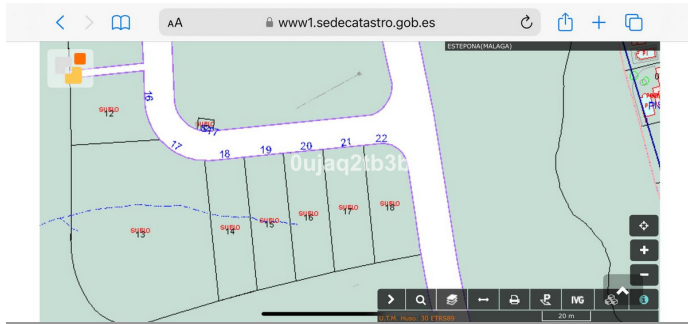 AA www1.sedecatastro.gob.es
ESTEPONA(MALAGA)
16
SUELO
12
17
18
19
20
21
22
0ujaq2tb3b
SUELO
13
SUELO
14
SUELO
15
SUELO
16
SUELO
17
SUELO
18
IVG
U.T.M. Huso: 30 ETRS89
20 m